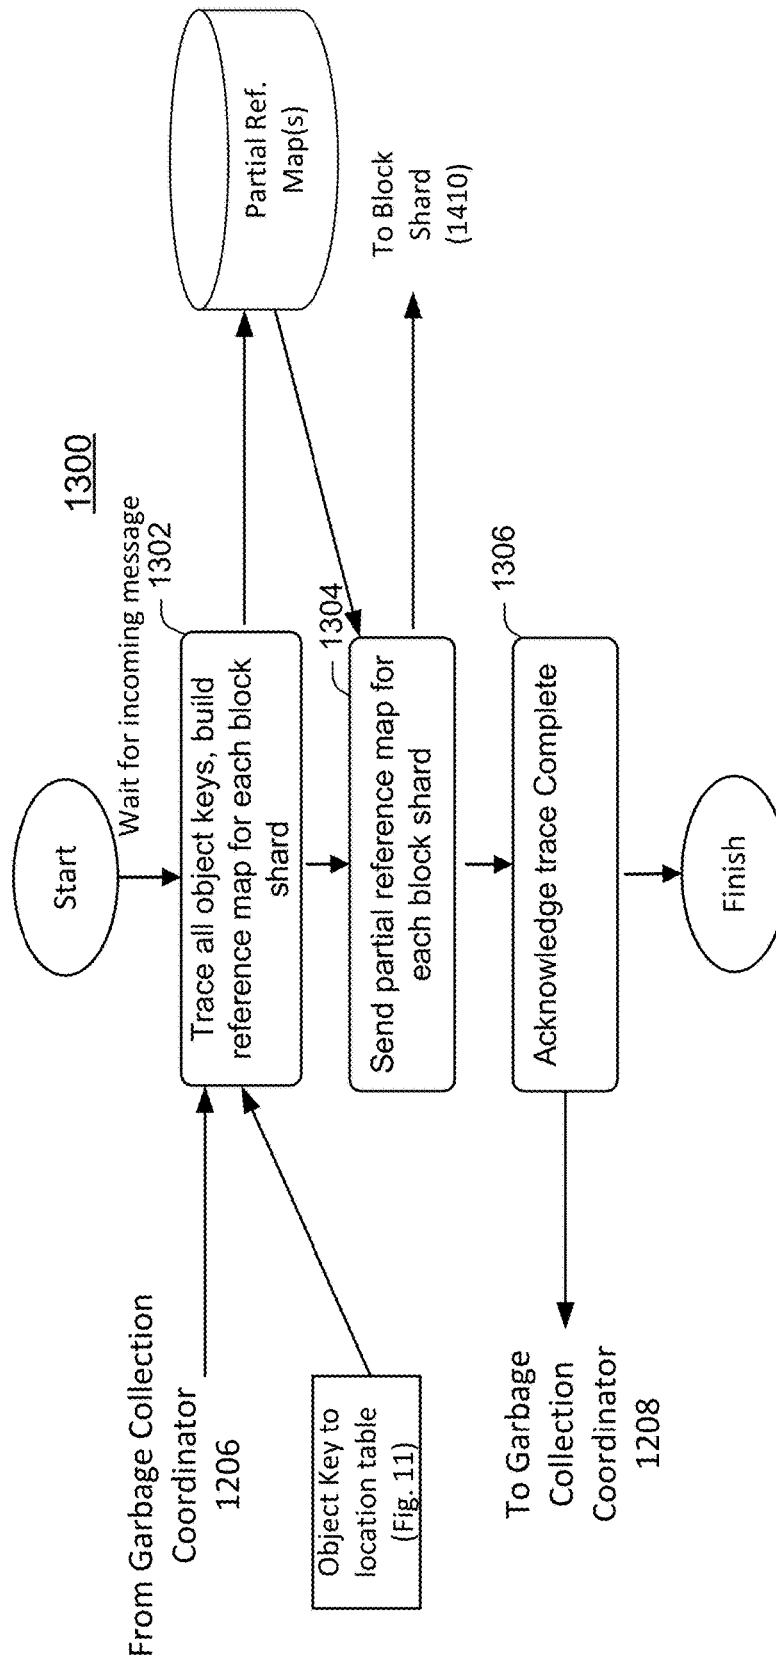 1300
Start
Wait for incoming message
1302
From Garbage Collection
Coordinator
1206
Trace all object keys, build
reference map for each block
shard
Partial Ref.
Map(s)
Object Key to
location table
(Fig. 11)
1304
Send partial reference map for
each block shard
To Block
Shard
(1410)
1306
Acknowledge trace Complete
To Garbage
Collection
Coordinator
1208
Finish